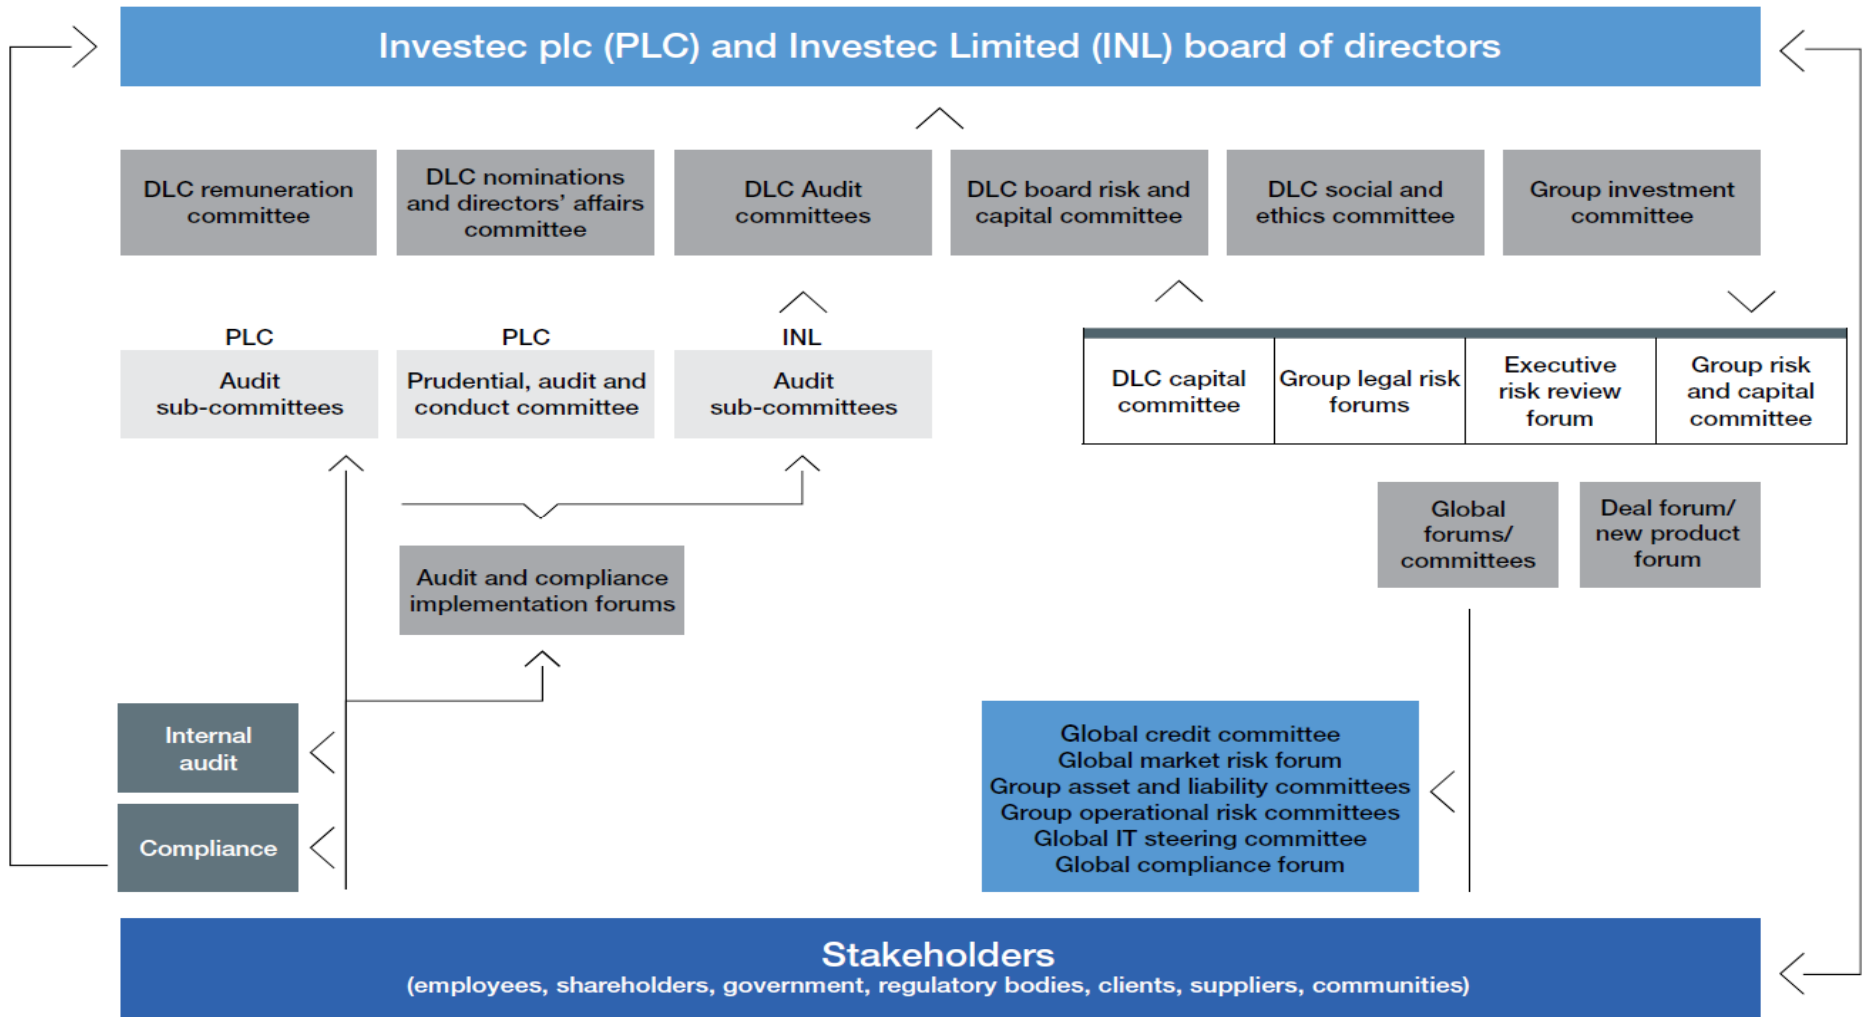 Investec plc (PLC) and Investec Limited (INL) board of directors
DLC remuneration
committee
DLC nominations
and directors' affairs
committee
DLC Audit
committees
DLC board risk and
capital committee
DLC social and
ethics committee
Group investment
committee
PLC
Audit
sub-committees
PLC
Prudential, audit and
conduct committee
INL
Audit
sub-committees
DLC capital
committee
Group legal risk
forums
Executive
risk review
forum
Group risk
and capital
committee
Global
forums/
committees
Deal forum/
new product
forum
Audit and compliance
implementation forums
Internal
audit
Compliance
Global credit committee
Global market risk forum
Group asset and liability committees
Group operational risk committees
Global IT steering committee
Global compliance forum
Stakeholders
(employees, shareholders, government, regulatory bodies, clients, suppliers, communities)